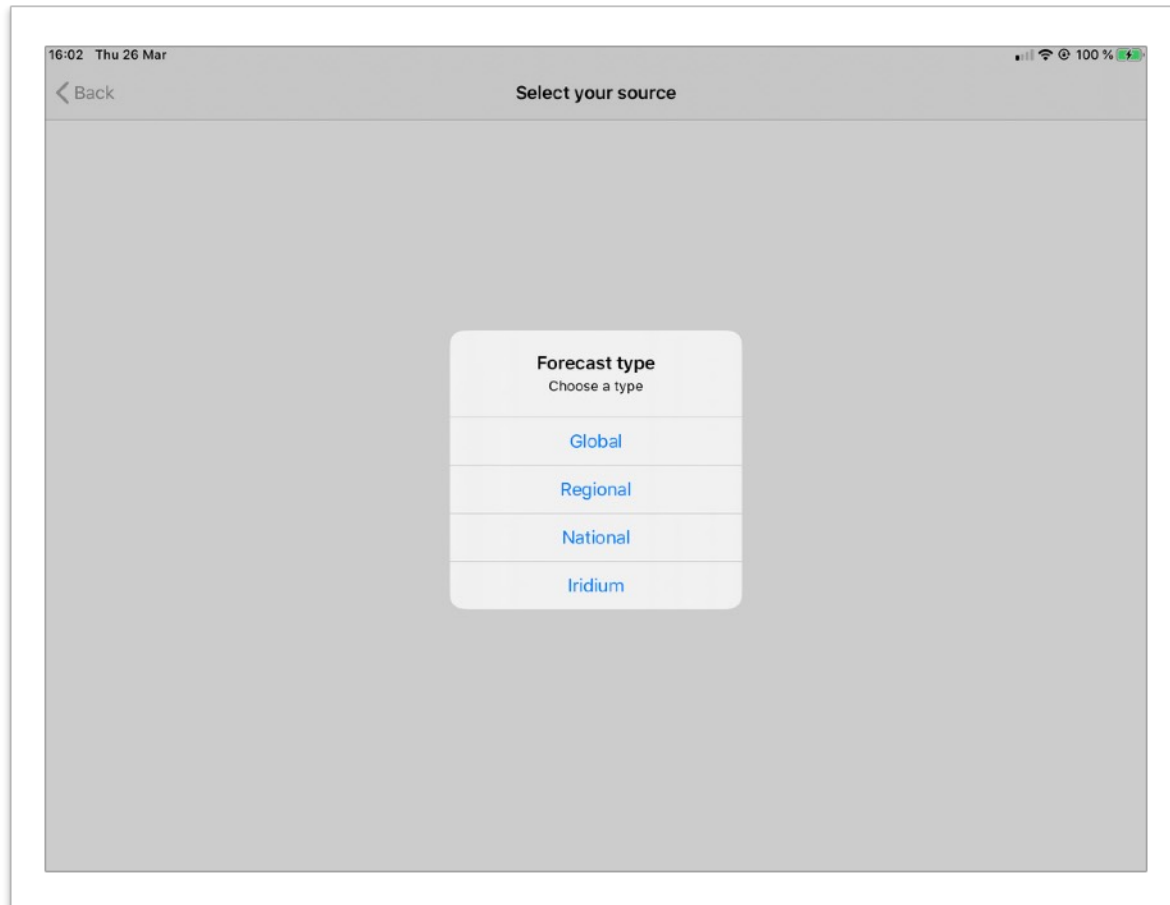 16:02 Thu 26 Mar 100 %
Back Select your source
Forecast type
Choose a type
Global
Regional
National
Iridium